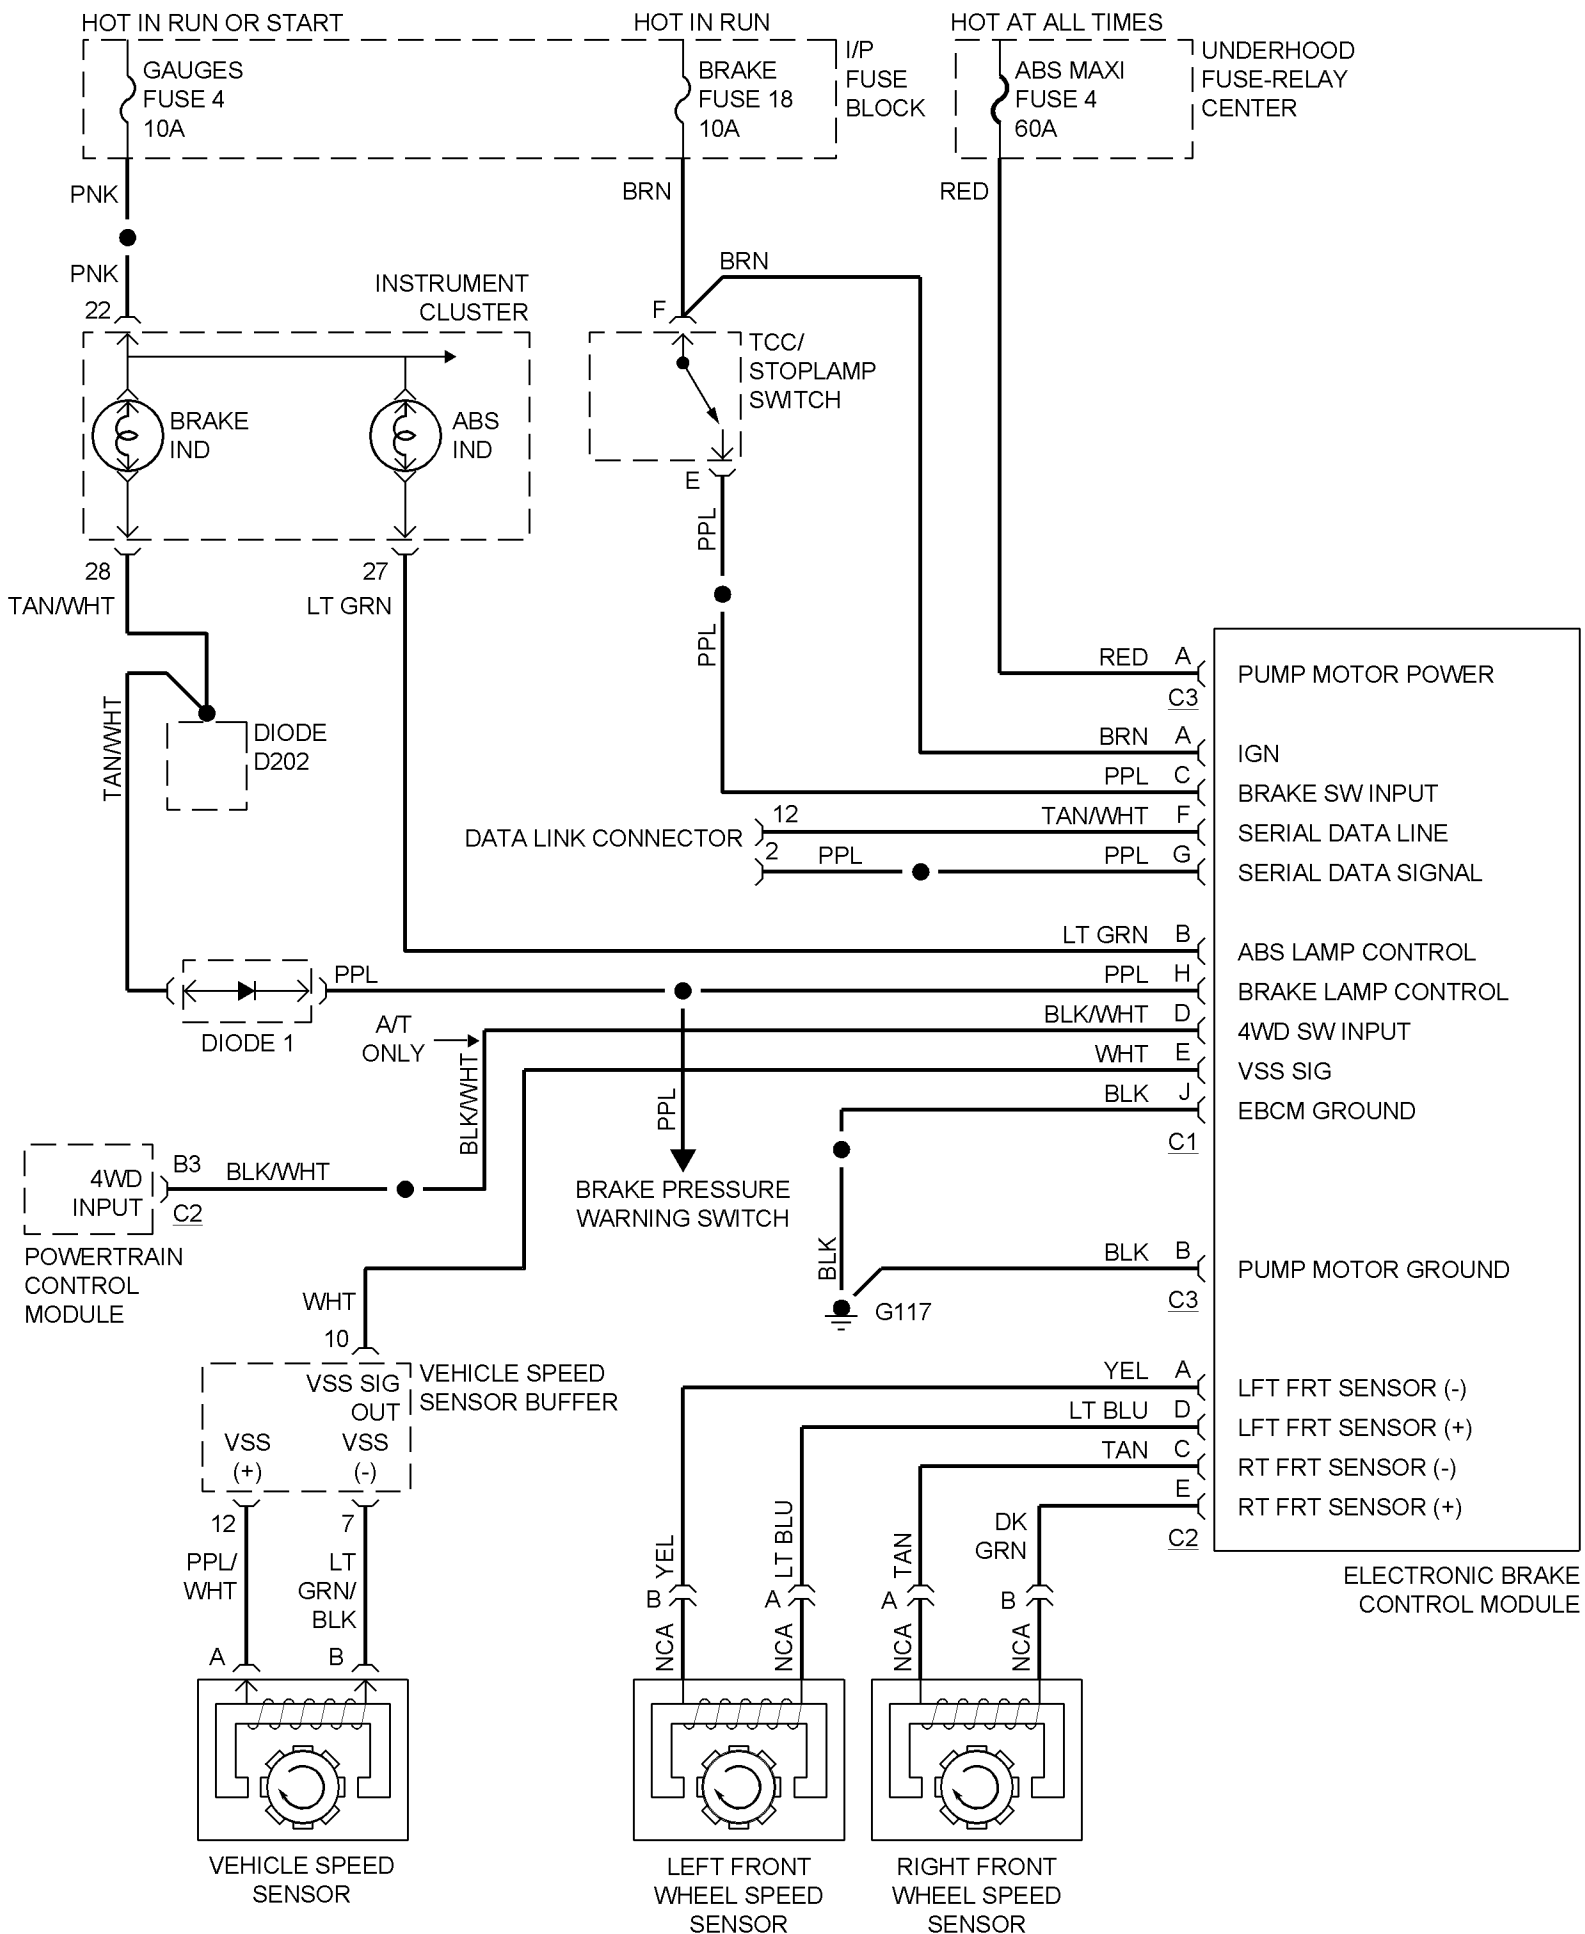 HOT IN RUN OR START
HOT IN RUN
HOT AT ALL TIMES
GAUGES
FUSE 4
10A
BRAKE
FUSE 18
10A
I/P
FUSE
BLOCK
ABS MAXI
FUSE 4
60A
UNDERHOOD
FUSE-RELAY
CENTER
PNK
BRN
RED
PNK
BRN
22
INSTRUMENT
CLUSTER
F
TCC/
STOPLAMP
SWITCH
BRAKE
IND
ABS
IND
E
PPL
28
27
TAN/WHT
LT GRN
PPL
RED
A
PUMP MOTOR POWER
C3
TAN/WHT
DIODE
D202
BRN
A
IGN
PPL
C
BRAKE SW INPUT
DATA LINK CONNECTOR
12
TAN/WHT
F
SERIAL DATA LINE
2
PPL
PPL
G
SERIAL DATA SIGNAL
LT GRN
B
ABS LAMP CONTROL
PPL
PPL
H
BRAKE LAMP CONTROL
DIODE 1
A/T
ONLY
BLK/WHT
D
4WD SW INPUT
WHT
E
VSS SIG
BLK/WHT
PPL
BLK
J
EBCM GROUND
C1
4WD
INPUT
B3
BLK/WHT
C2
POWERTRAIN
CONTROL
MODULE
BRAKE PRESSURE
WARNING SWITCH
BLK
BLK
B
PUMP MOTOR GROUND
C3
G117
WHT
10
VSS SIG
OUT
VEHICLE SPEED
SENSOR BUFFER
VSS
(+)
VSS
(-)
YEL
A
LFT FRT SENSOR (-)
LT BLU
D
LFT FRT SENSOR (+)
TAN
C
RT FRT SENSOR (-)
E
RT FRT SENSOR (+)
C2
12
7
PPL/
WHT
LT
GRN/
BLK
YEL
LT BLU
TAN
DK
GRN
ELECTRONIC BRAKE
CONTROL MODULE
B
A
A
B
NCA
NCA
NCA
NCA
A
B
VEHICLE SPEED
SENSOR
LEFT FRONT
WHEEL SPEED
SENSOR
RIGHT FRONT
WHEEL SPEED
SENSOR